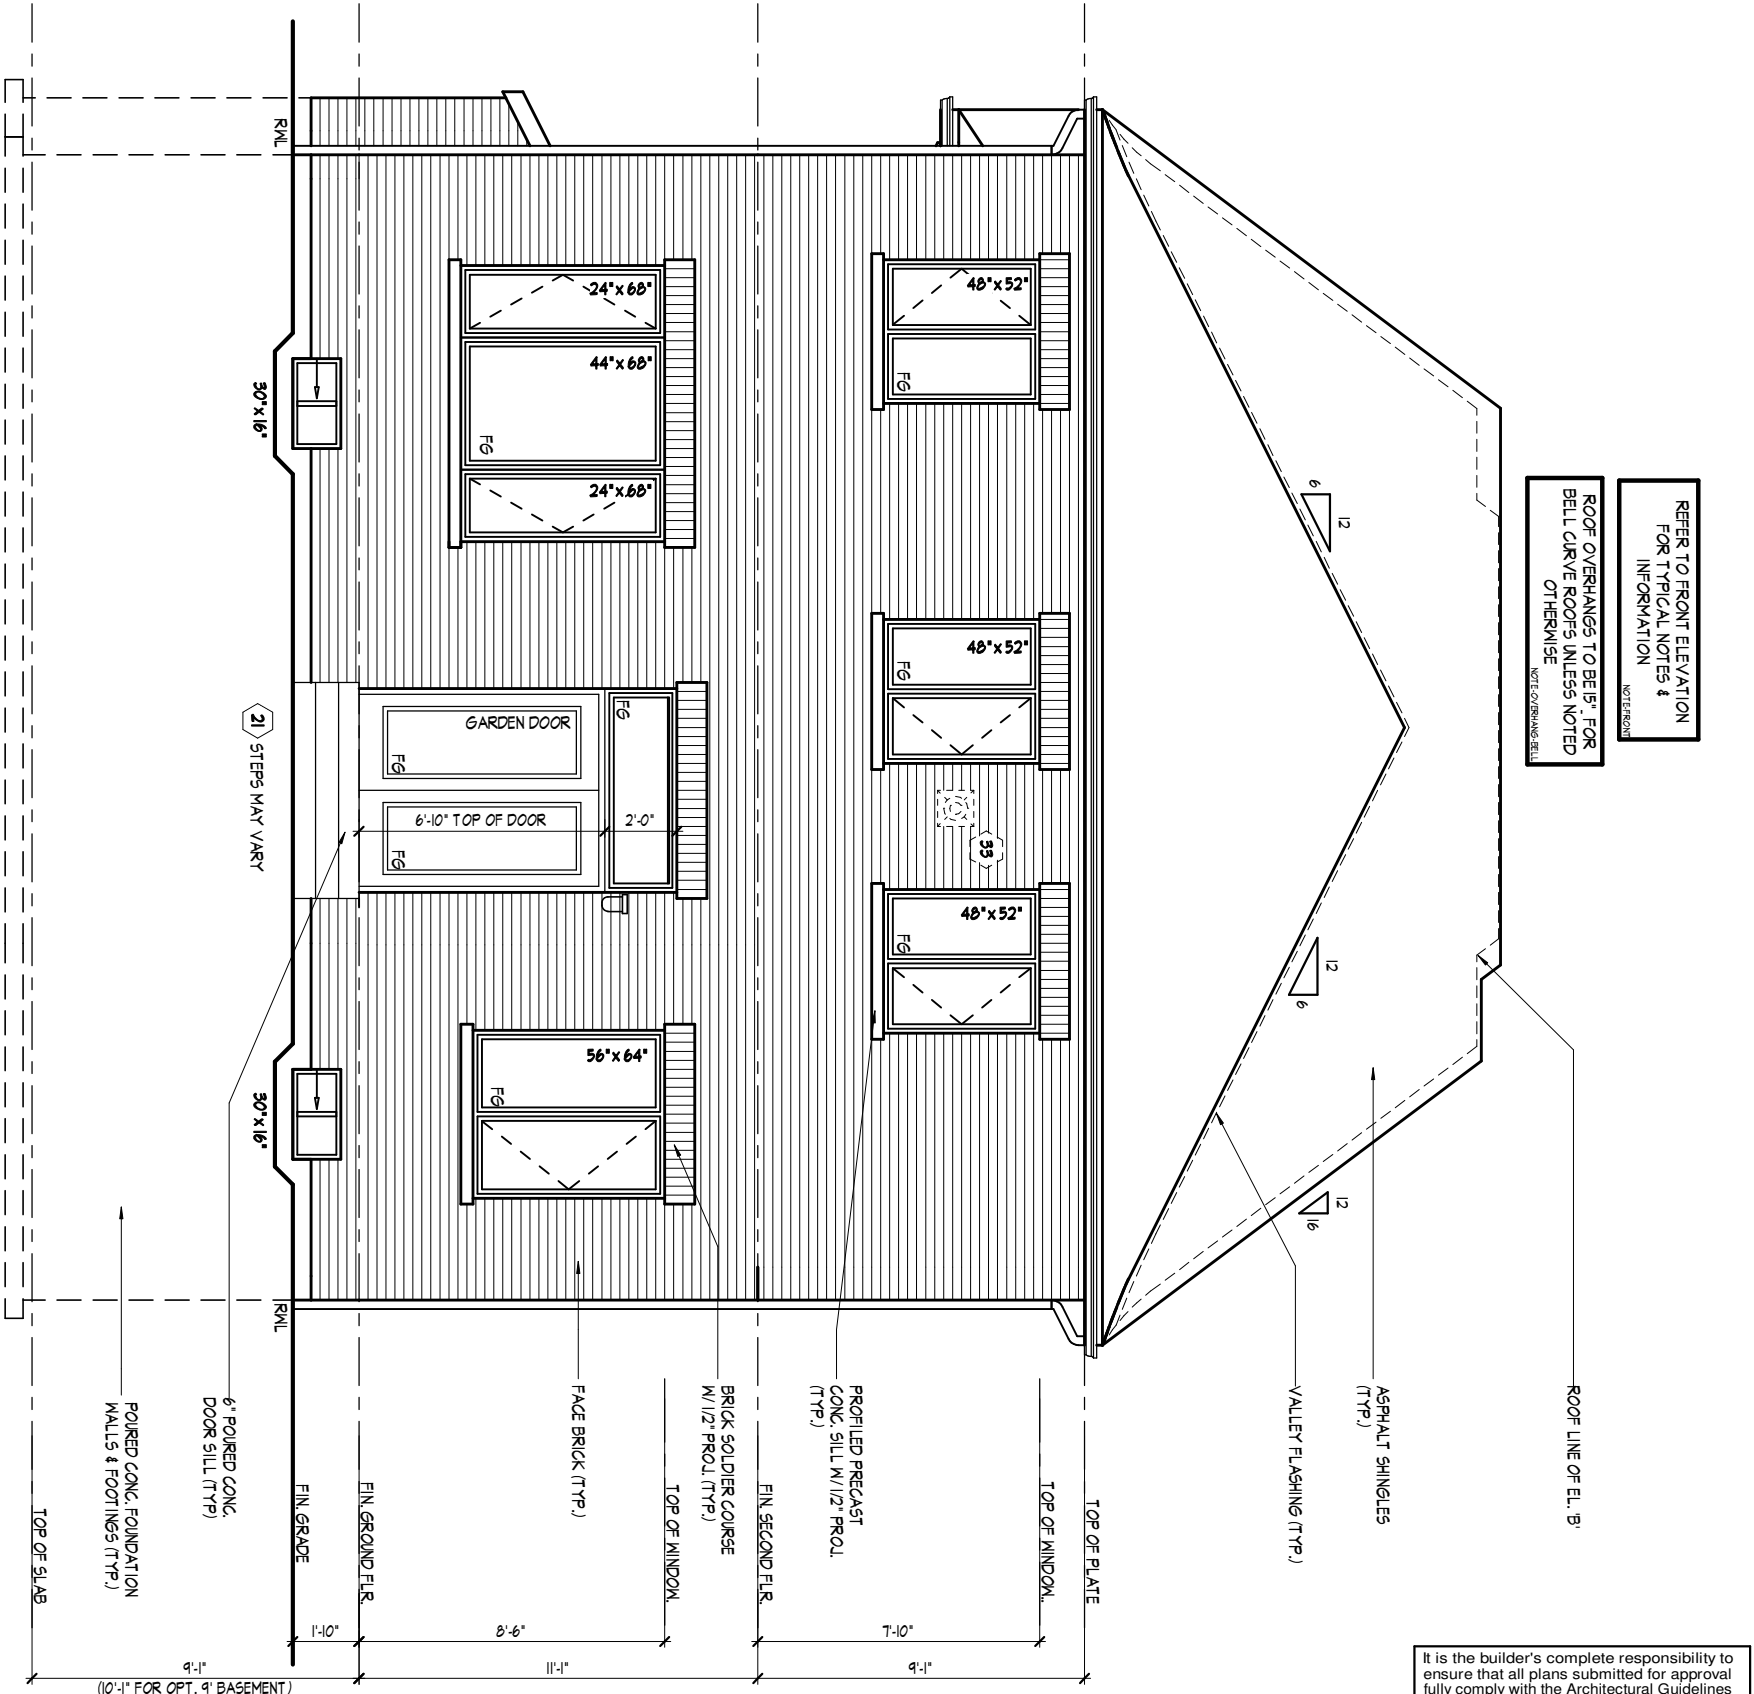 REFER TO FRONT ELEVATION
FOR TYPICAL NOTES &
INFORMATION
NOTE-FRONT
ROOF OVERHANGS TO BE 15". FOR
BELL CURVE ROOFS UNLESS NOTED
OTHERWISE
NOTE-OVERHANG-BELL
ROOF LINE OF EL. 'B'
ASPHALT SHINGLES
(TYP.)
VALLEY FLASHING (TYP.)
12
6
12
6
12
16
TOP OF PLATE
TOP OF WINDOW.
PROFILED PRECAST
CONC. SILL W/ 1/2" PROJ.
(TYP.)
FIN. SECOND FLR.
BRICK SOLDIER COURSE
W/ 1/2" PROJ. (TYP.)
TOP OF WINDOW.
FACE BRICK (TYP.)
FIN. GROUND FLR.
FIN. GRADE
6" POURED CONC.
DOOR SILL (TYP)
POURED CONC. FOUNDATION
WALLS & FOOTINGS (TYP.)
TOP OF SLAB
48"x52"
FG
48"x52"
FG
33
48"x52"
FG
24"x68"
44"x68"
FG
24"x68"
FG
GARDEN DOOR
FG
FG
6'-10" TOP OF DOOR
2'-0"
56"x64"
FG
RWL
RWL
30"x16"
30"x16"
21 STEPS MAY VARY
7'-10"
8'-6"
1'-10"
9'-1"
11'-1"
9'-1"
(10'-1" FOR OPT. 9' BASEMENT)
It is the builder's complete responsibility to
ensure that all plans submitted for approval
fully comply with the Architectural Guidelines